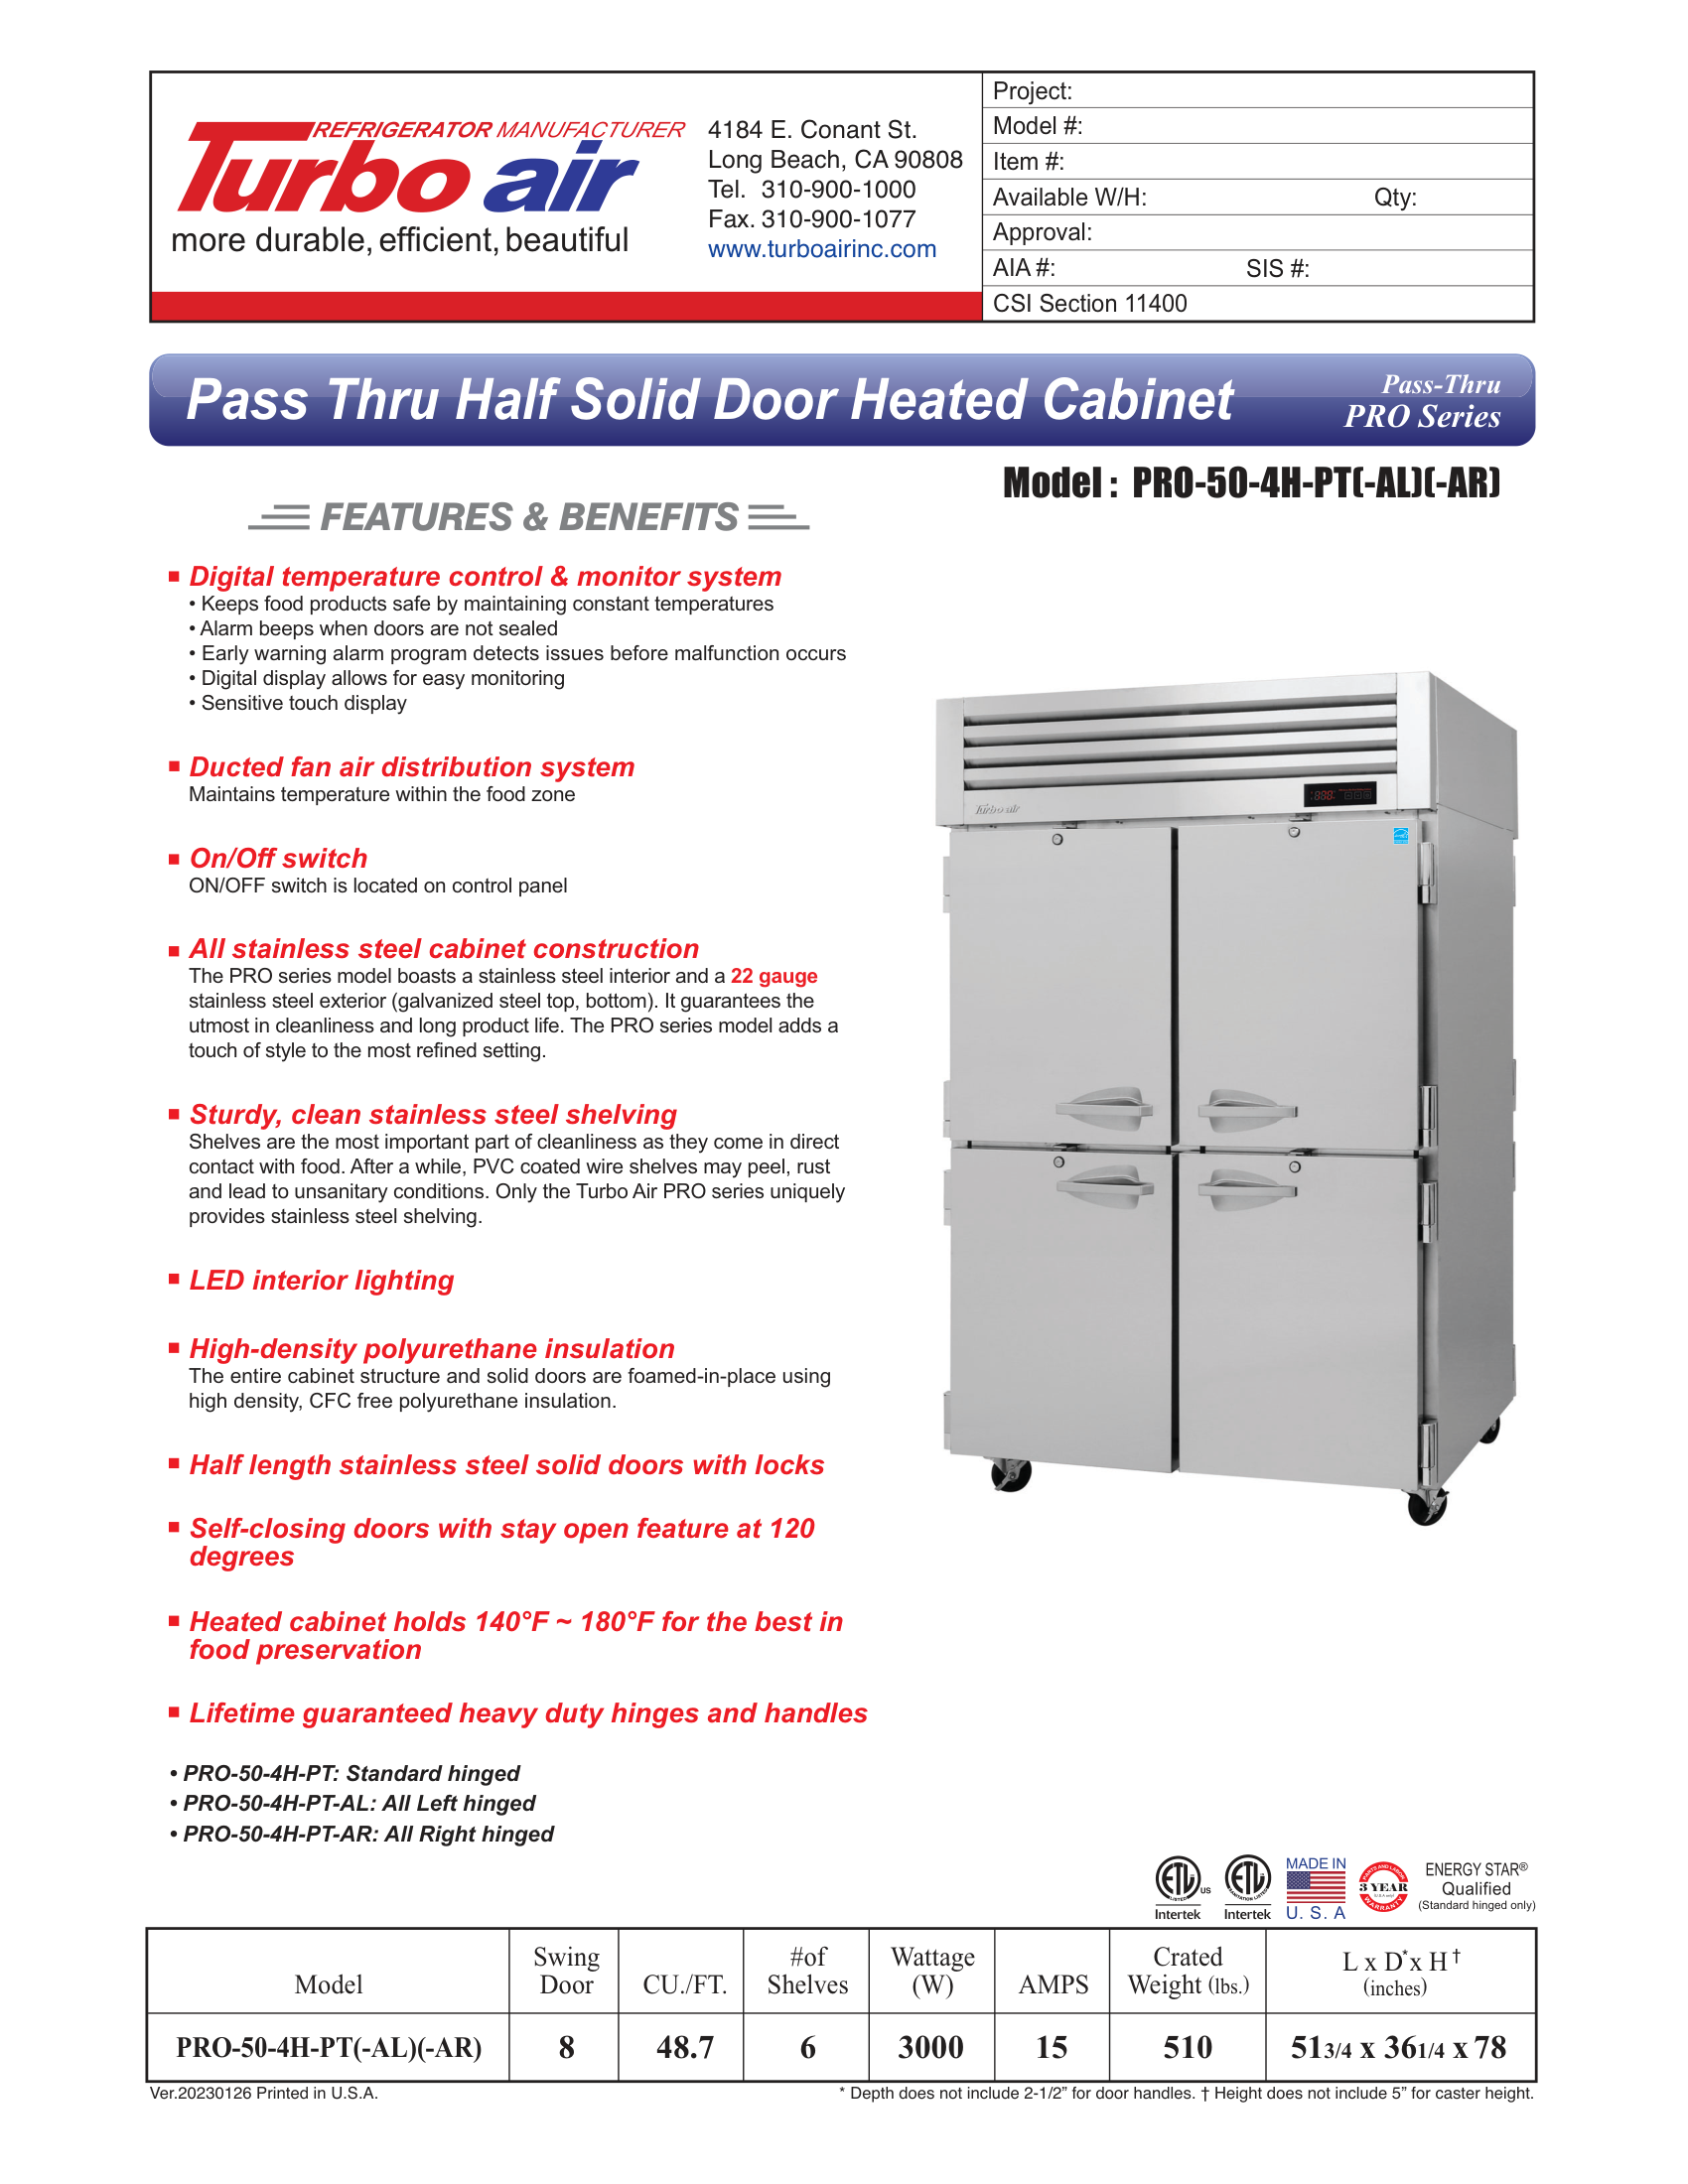 REFRIGERATOR MANUFACTURER
Turbo air
more durable, efficient, beautiful
4184 E. Conant St.
Long Beach, CA 90808
Tel. 310-900-1000
Fax. 310-900-1077
www.turboairinc.com
Project:
Model #:
Item #:
Available W/H: Qty:
Approval:
AIA #: SIS #:
CSI Section 11400
Pass Thru Half Solid Door Heated Cabinet
Pass-Thru
PRO Series
Model : PRO-50-4H-PT(-AL)(-AR)
FEATURES & BENEFITS
Digital temperature control & monitor system
• Keeps food products safe by maintaining constant temperatures
• Alarm beeps when doors are not sealed
• Early warning alarm program detects issues before malfunction occurs
• Digital display allows for easy monitoring
• Sensitive touch display
Ducted fan air distribution system
Maintains temperature within the food zone
On/Off switch
ON/OFF switch is located on control panel
All stainless steel cabinet construction
The PRO series model boasts a stainless steel interior and a 22 gauge
stainless steel exterior (galvanized steel top, bottom). It guarantees the
utmost in cleanliness and long product life. The PRO series model adds a
touch of style to the most refined setting.
Sturdy, clean stainless steel shelving
Shelves are the most important part of cleanliness as they come in direct
contact with food. After a while, PVC coated wire shelves may peel, rust
and lead to unsanitary conditions. Only the Turbo Air PRO series uniquely
provides stainless steel shelving.
LED interior lighting
High-density polyurethane insulation
The entire cabinet structure and solid doors are foamed-in-place using
high density, CFC free polyurethane insulation.
Half length stainless steel solid doors with locks
Self-closing doors with stay open feature at 120
degrees
Heated cabinet holds 140°F ~ 180°F for the best in
food preservation
Lifetime guaranteed heavy duty hinges and handles
• PRO-50-4H-PT: Standard hinged
• PRO-50-4H-PT-AL: All Left hinged
• PRO-50-4H-PT-AR: All Right hinged
Turbo air
ETL LISTED US
Intertek
ETL SANITATION LISTED
Intertek
MADE IN
U. S. A
PARTS AND LABOR
3 YEAR
WARRANTY
ENERGY STAR®
Qualified
(Standard hinged only)
Model Swing Door CU./FT. #of Shelves Wattage (W) AMPS Crated Weight (lbs.) L x D* x H† (inches)
PRO-50-4H-PT(-AL)(-AR) 8 48.7 6 3000 15 510 51 3/4 x 36 1/4 x 78
Ver.20230126 Printed in U.S.A.
* Depth does not include 2-1/2” for door handles. † Height does not include 5” for caster height.